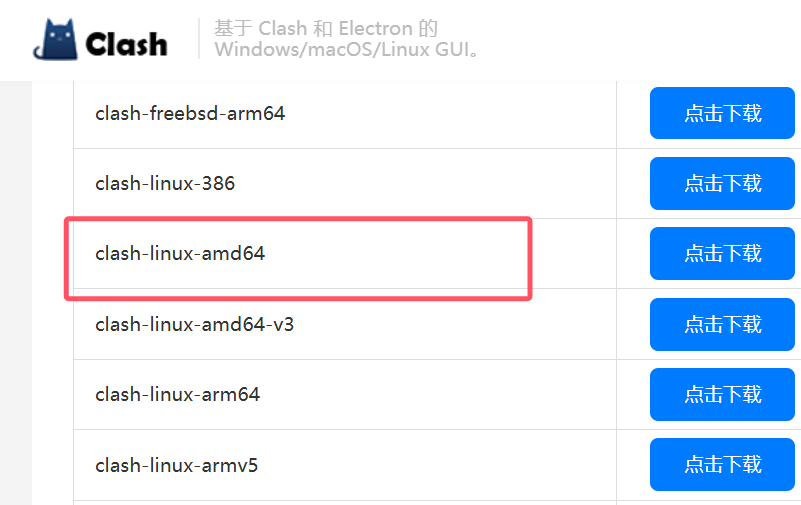 Clash
基于 Clash 和 Electron 的
Windows/macOS/Linux GUI。
clash-freebsd-arm64
点击下载
clash-linux-386
点击下载
clash-linux-amd64
点击下载
clash-linux-amd64-v3
点击下载
clash-linux-arm64
点击下载
clash-linux-armv5
点击下载